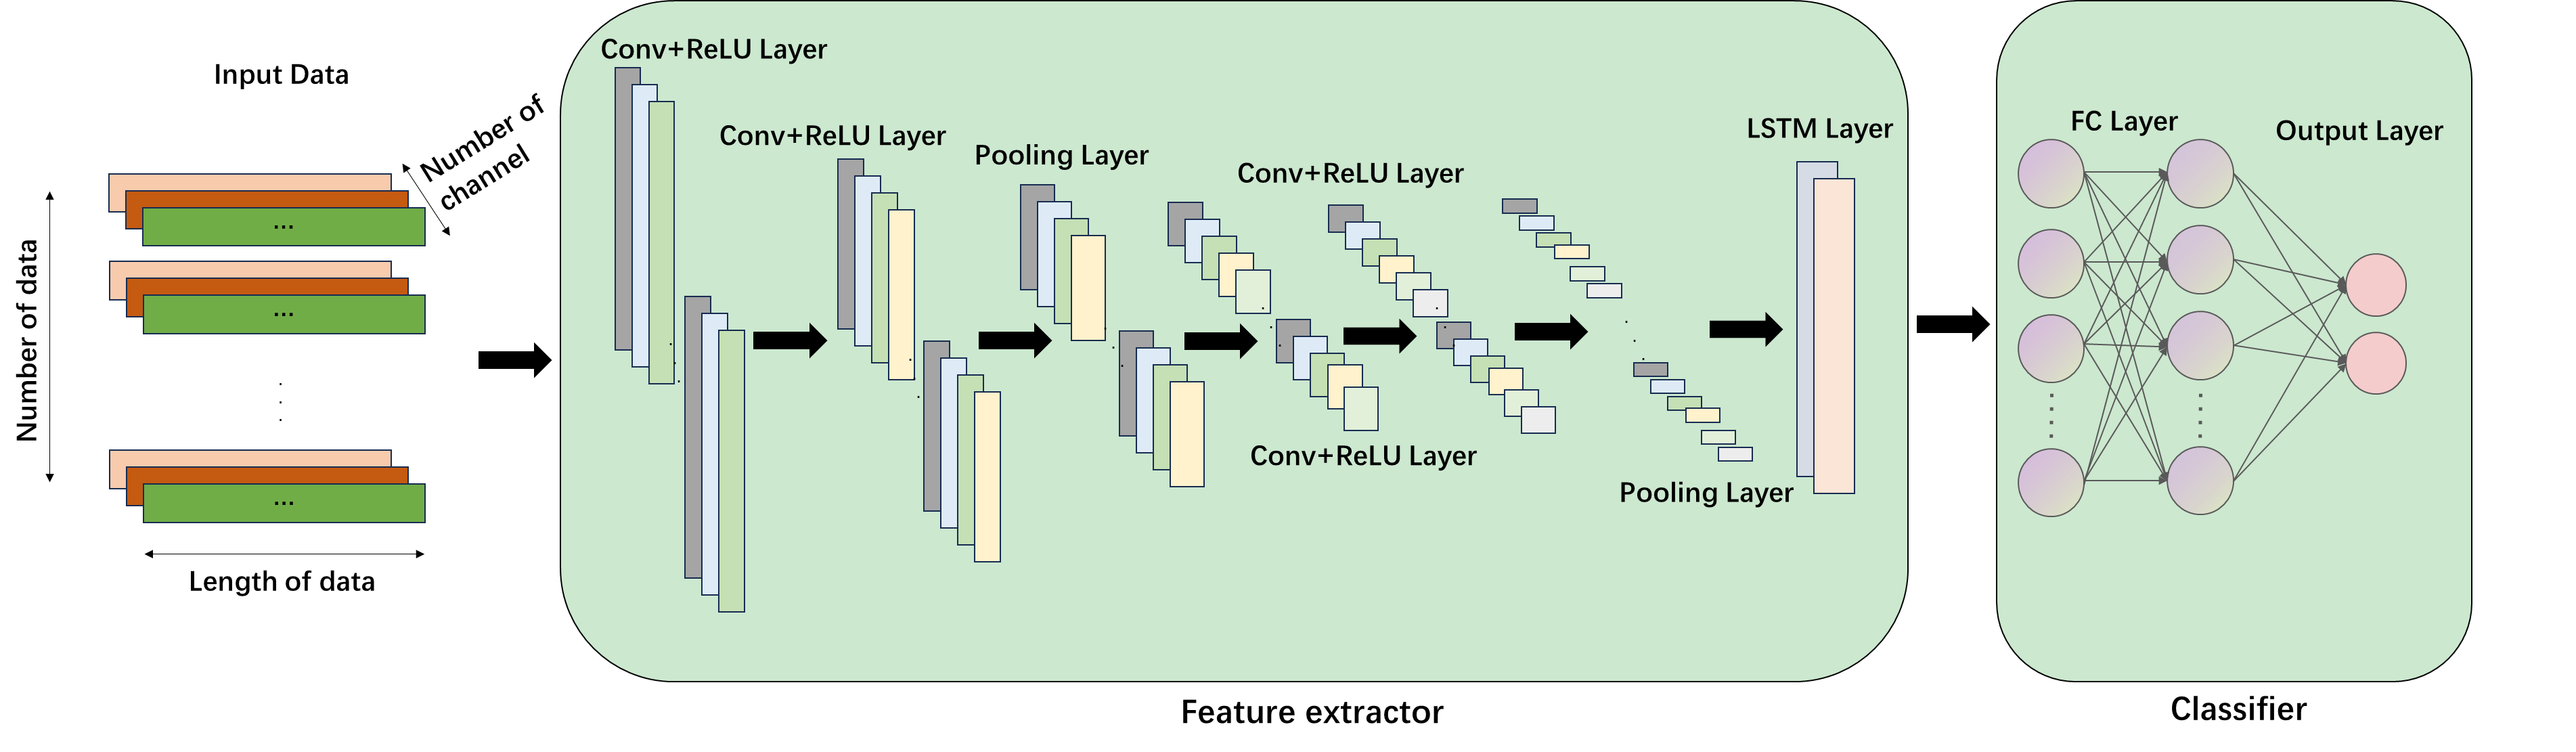 Input Data
Number of
channel
Number of data
...
...
...
Length of data
Conv+ReLU Layer
Conv+ReLU Layer
Pooling Layer
Conv+ReLU Layer
Conv+ReLU Layer
Pooling Layer
LSTM Layer
Feature extractor
FC Layer
Output Layer
Classifier